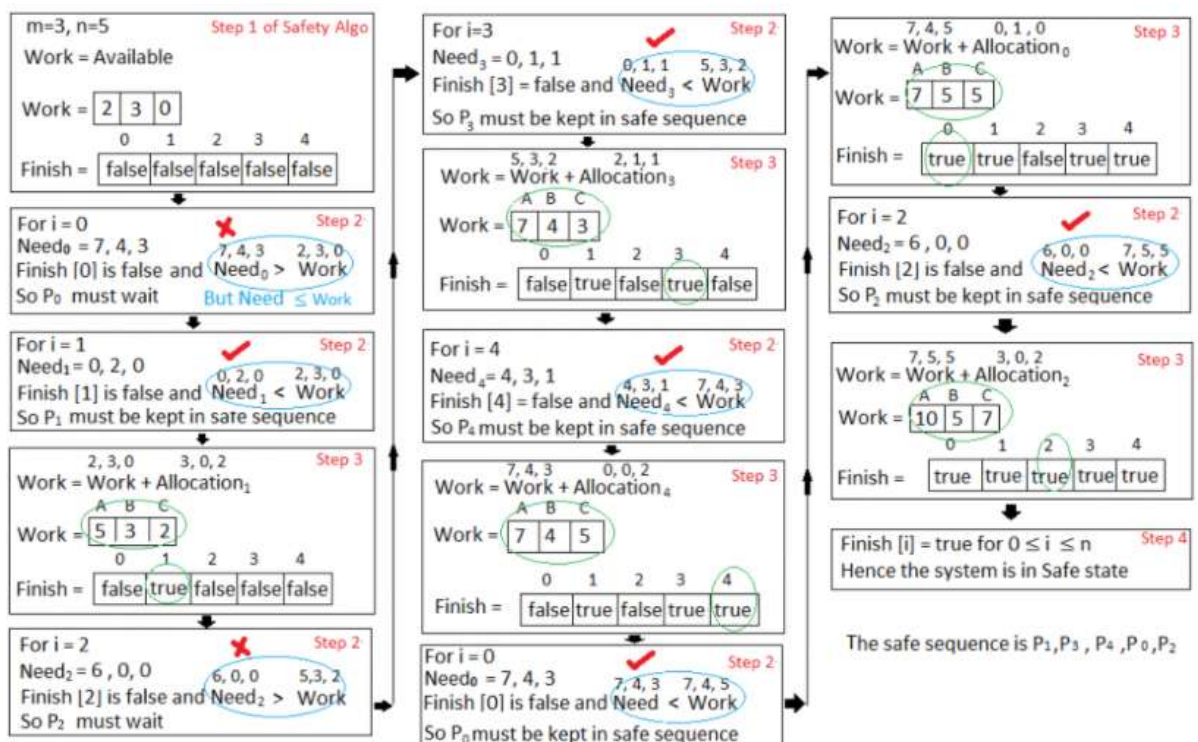 m=3, n=5 Step 1 of Safety Algo
Work = Available
Work = 2 3 0
0 1 2 3 4
Finish = false false false false false
For i = 0 Step 2
Need₀ = 7, 4, 3 7, 4, 3 2, 3, 0
Finish [0] is false and Need₀ > Work
So P₀ must wait But Need ≤ Work
For i = 1 Step 2
Need₁ = 0, 2, 0 0, 2, 0 2, 3, 0
Finish [1] is false and Need₁ < Work
So P₁ must be kept in safe sequence
2, 3, 0 3, 0, 2 Step 3
Work = Work + Allocation₁
A B C
Work = 5 3 2
0 1 2 3 4
Finish = false true false false false
For i = 2 Step 2
Need₂ = 6 , 0, 0 6, 0, 0 5,3, 2
Finish [2] is false and Need₂ > Work
So P₂ must wait
For i=3 Step 2
Need₃ = 0, 1, 1 0, 1, 1 5, 3, 2
Finish [3] = false and Need₃ < Work
So P₃ must be kept in safe sequence
5, 3, 2 2, 1, 1 Step 3
Work = Work + Allocation₃
A B C
Work = 7 4 3
0 1 2 3 4
Finish = false true false true false
For i = 4 Step 2
Need₄ = 4, 3, 1 4, 3, 1 7, 4, 3
Finish [4] = false and Need₄ < Work
So P₄ must be kept in safe sequence
7, 4, 3 0, 0, 2 Step 3
Work = Work + Allocation₄
A B C
Work = 7 4 5
0 1 2 3 4
Finish = false true false true true
For i = 0 Step 2
Need₀ = 7, 4, 3 7, 4, 3 7, 4, 5
Finish [0] is false and Need < Work
So P₀ must be kept in safe sequence
7, 4, 5 0, 1 , 0 Step 3
Work = Work + Allocation₀
A B C
Work = 7 5 5
0 1 2 3 4
Finish = true true false true true
For i = 2 Step 2
Need₂ = 6 , 0, 0 6, 0, 0 7, 5, 5
Finish [2] is false and Need₂ < Work
So P₂ must be kept in safe sequence
7, 5, 5 3, 0, 2 Step 3
Work = Work + Allocation₂
A B C
Work = 10 5 7
0 1 2 3 4
Finish = true true true true true
Finish [i] = true for 0 ≤ i ≤ n Step 4
Hence the system is in Safe state
The safe sequence is P₁,P₃ , P₄ ,P₀,P₂